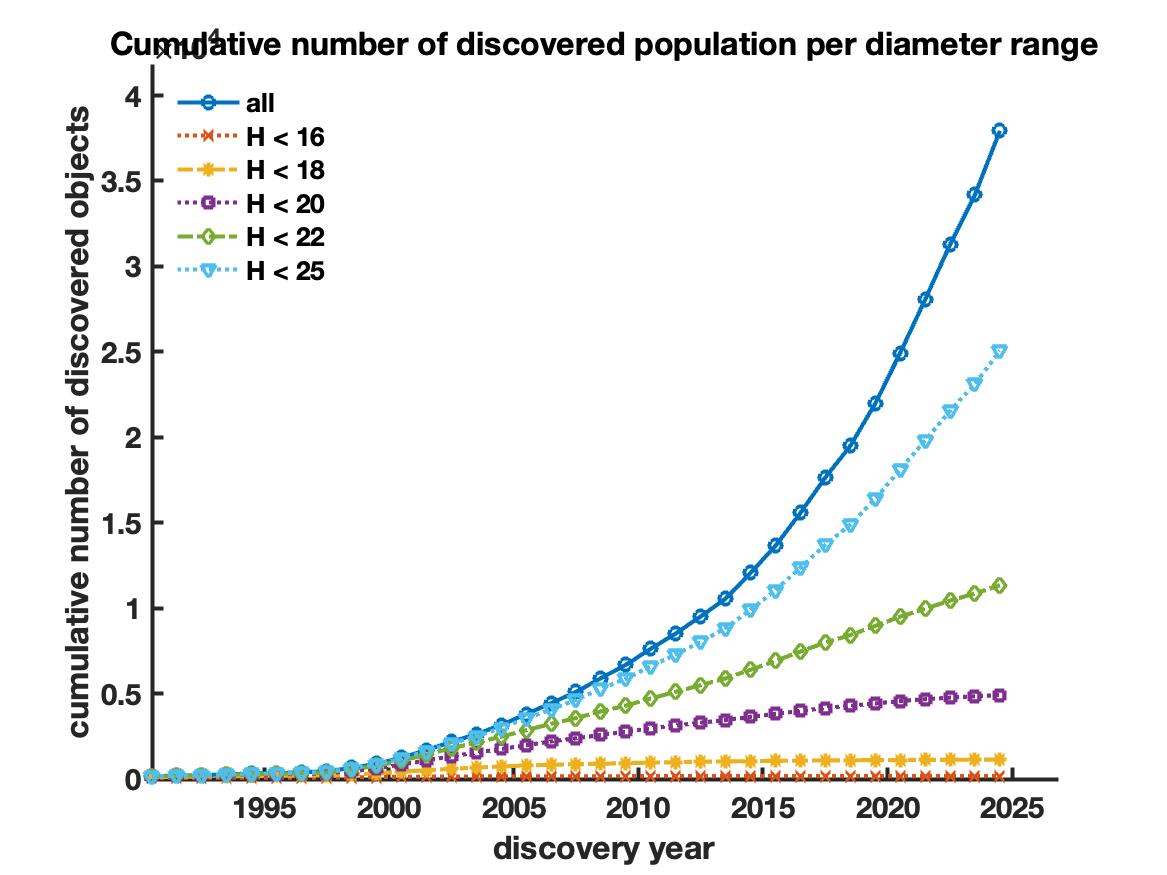 Cumulative number of discovered population per diameter range
×10^4
4
3.5
3
2.5
2
1.5
1
0.5
0
cumulative number of discovered objects
all
H < 16
H < 18
H < 20
H < 22
H < 25
1995 2000 2005 2010 2015 2020 2025
discovery year